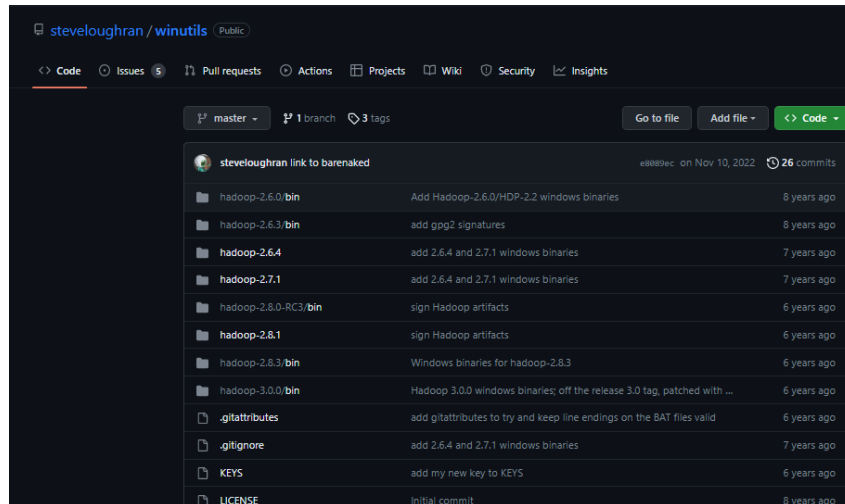 steveloughran / winutils Public
Code Issues 5 Pull requests Actions Projects Wiki Security Insights
master 1 branch 3 tags Go to file Add file Code
steveloughran link to barenaked e8089ec on Nov 10, 2022 26 commits
hadoop-2.6.0/bin Add Hadoop-2.6.0/HDP-2.2 windows binaries 8 years ago
hadoop-2.6.3/bin add gpg2 signatures 8 years ago
hadoop-2.6.4 add 2.6.4 and 2.7.1 windows binaries 7 years ago
hadoop-2.7.1 add 2.6.4 and 2.7.1 windows binaries 7 years ago
hadoop-2.8.0-RC3/bin sign Hadoop artifacts 6 years ago
hadoop-2.8.1 sign Hadoop artifacts 6 years ago
hadoop-2.8.3/bin Windows binaries for hadoop-2.8.3 6 years ago
hadoop-3.0.0/bin Hadoop 3.0.0 windows binaries; off the release 3.0 tag, patched with ... 6 years ago
.gitattributes add gitattributes to try and keep line endings on the BAT files valid 6 years ago
.gitignore add 2.6.4 and 2.7.1 windows binaries 7 years ago
KEYS add my new key to KEYS 6 years ago
LICENSE Initial commit 8 years ago